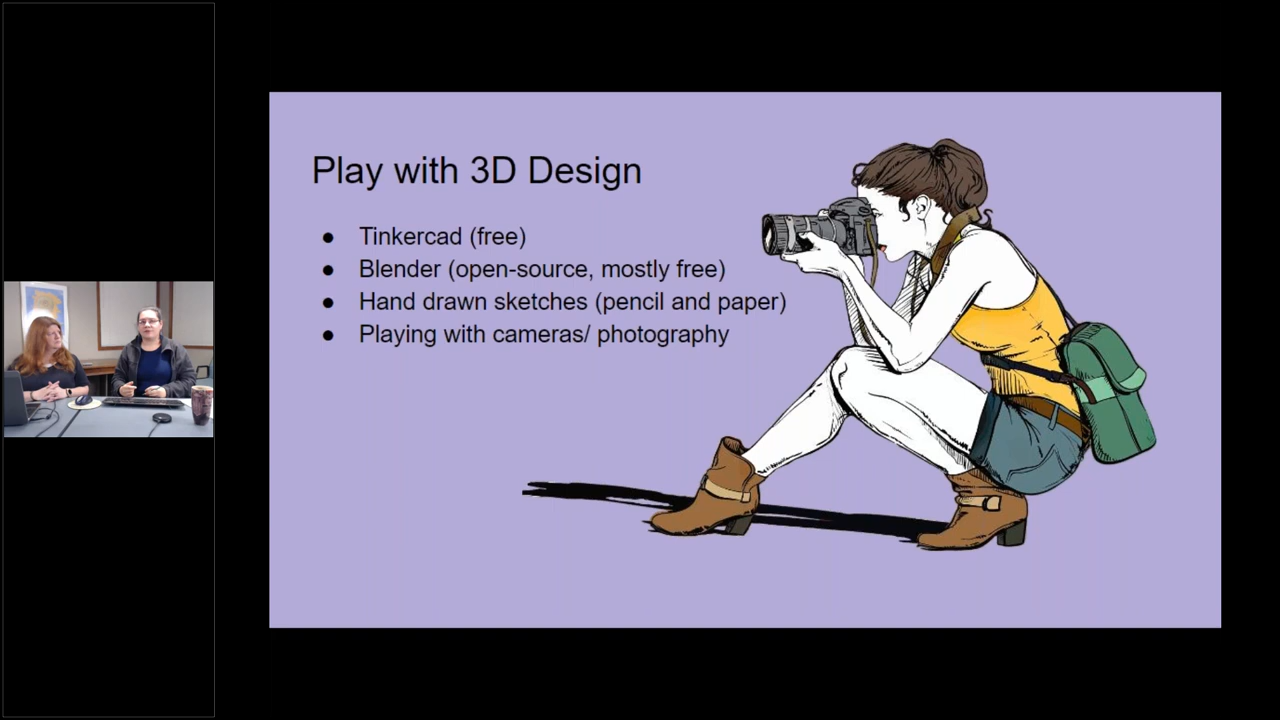 Play with 3D Design
● Tinkercad (free)
● Blender (open-source, mostly free)
● Hand drawn sketches (pencil and paper)
● Playing with cameras/ photography